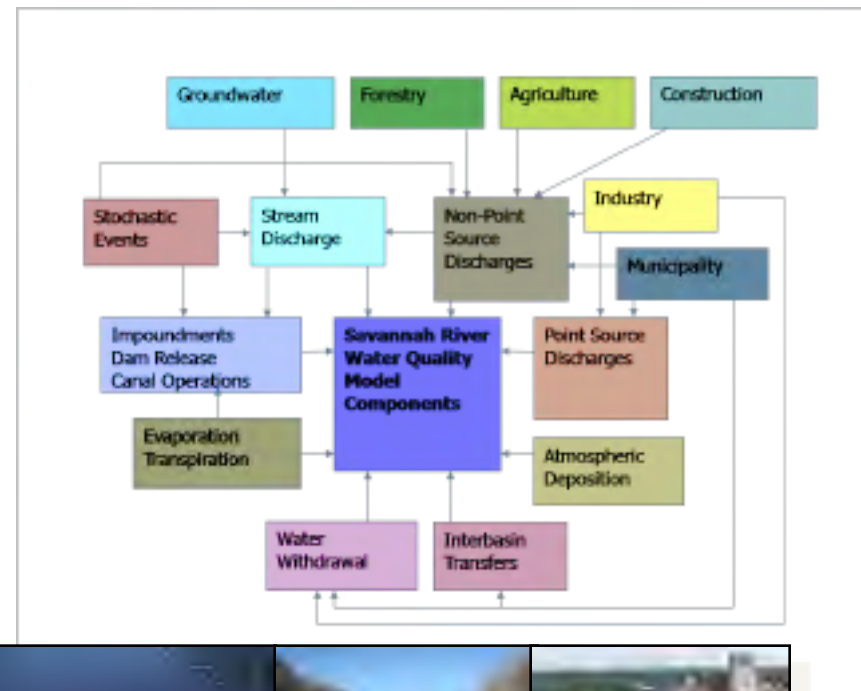 Groundwater
Forestry
Agriculture
Construction
Stochastic
Events
Stream
Discharge
Non-Point
Source
Discharges
Industry
Municipality
Impoundments
Dam Release
Canal Operations
Savannah River
Water Quality
Model
Components
Point Source
Discharges
Evaporation
Transpiration
Atmospheric
Deposition
Water
Withdrawal
Interbasin
Transfers